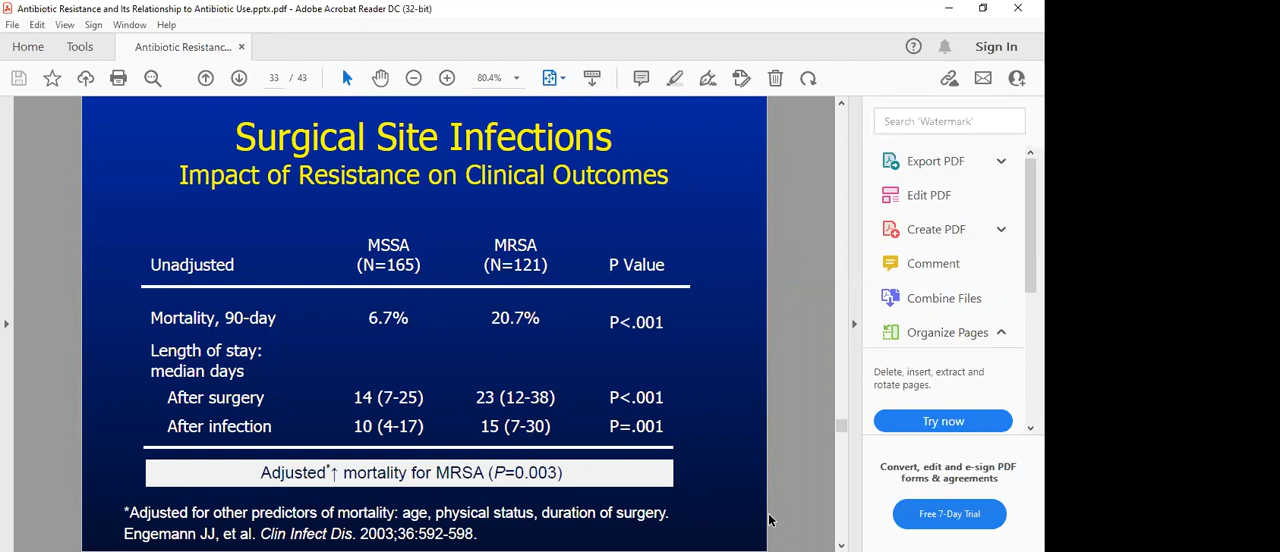 Antibiotic Resistance and Its Relationship to Antibiotic Use.pptx.pdf - Adobe Acrobat Reader DC (32-bit)
File Edit View Sign Window Help
Home Tools Antibiotic Resistanc... × Sign In
33 / 43 80.4%
Surgical Site Infections
Impact of Resistance on Clinical Outcomes
MSSA MRSA
Unadjusted (N=165) (N=121) P Value
Mortality, 90-day 6.7% 20.7% P<.001
Length of stay:
median days
After surgery 14 (7-25) 23 (12-38) P<.001
After infection 10 (4-17) 15 (7-30) P=.001
Adjusted*↑ mortality for MRSA (P=0.003)
*Adjusted for other predictors of mortality: age, physical status, duration of surgery.
Engemann JJ, et al. Clin Infect Dis. 2003;36:592-598.
Search 'Watermark'
Export PDF
Edit PDF
Create PDF
Comment
Combine Files
Organize Pages
Delete, insert, extract and
rotate pages.
Try now
Convert, edit and e-sign PDF
forms & agreements
Free 7-Day Trial